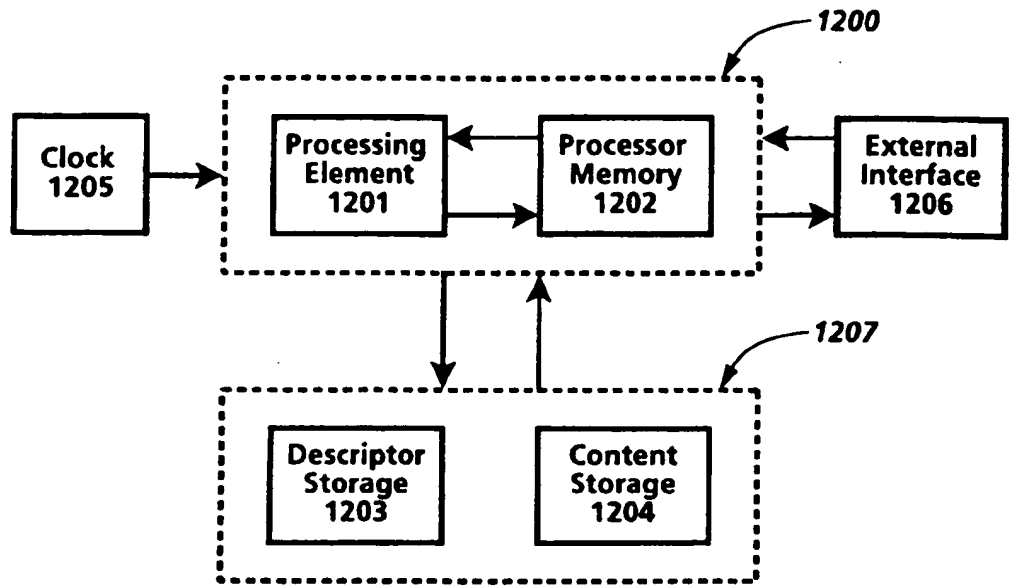 1200
Clock
1205
Processing
Element
1201
Processor
Memory
1202
External
Interface
1206
1207
Descriptor
Storage
1203
Content
Storage
1204